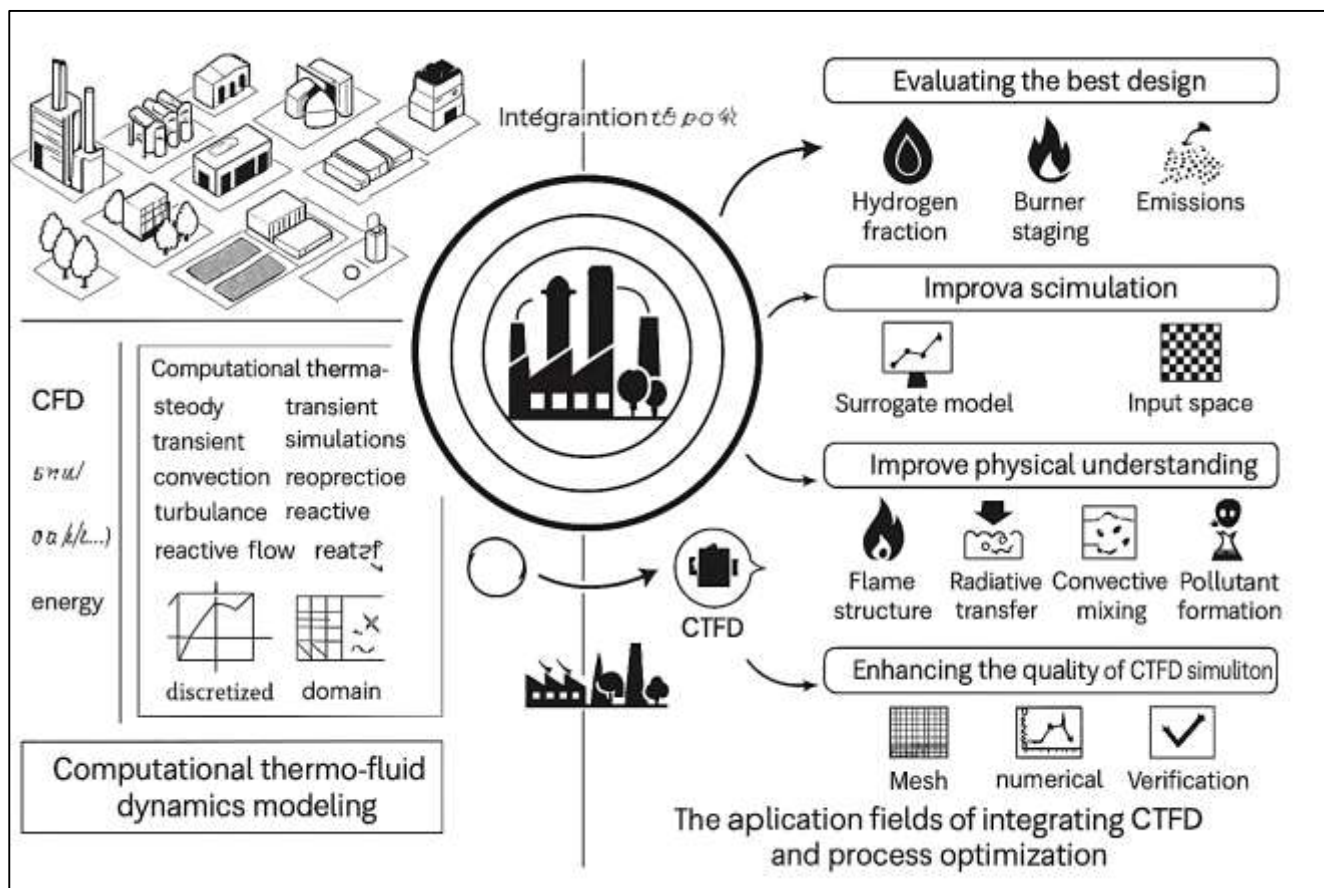 Intégraintion
CFD
energy
Computational therma-
steody transient
transient simulations
convection reoprectioe
turbulance reactive
reactive flow
discretized domain
Computational thermo-fluid
dynamics modeling
CTFD
Evaluating the best design
Hydrogen
fraction
Burner
staging
Emissions
Improva scimulation
Surrogate model
Input space
Improve physical understanding
Flame
structure
Radiative
transfer
Convective
mixing
Pollutant
formation
Enhancing the quality of CTFD simuliton
Mesh
numerical
Verification
The aplication fields of integrating CTFD
and process optimization